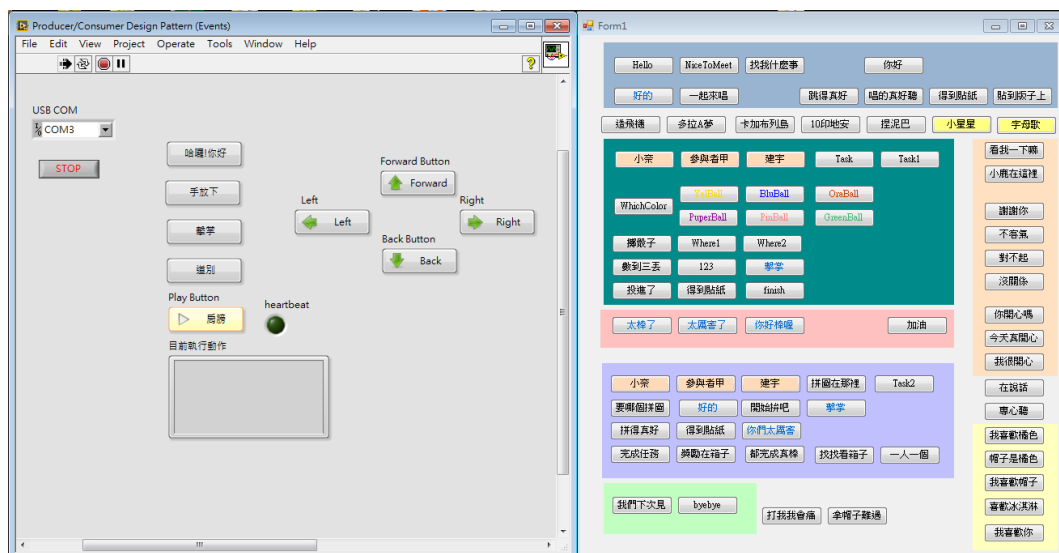 Producer/Consumer Design Pattern (Events)
File Edit View Project Operate Tools Window Help
USB COM
COM3
STOP
哈囉!你好
手放下
擊掌
道別
Forward Button
Forward
Left
Left
Right
Right
Back Button
Back
Play Button
heartbeat
目前執行動作
Form1
Hello NiceToMeet 找我什麼事 你好
好的 一起來唱 跳得真好 唱的真好聽 得到貼紙 貼到板子上
造飛機 多拉A夢 卡加布列島 10印地安 捏泥巴 小星星 字母歌
小奈 參與者甲 建宇 Task Task1
WhichColor
YelBall BluBall OraBall
PuperBall PinBall GreenBall
擲骰子 Where1 Where2
數到三丟 123 擊掌
投進了 得到貼紙 finish
太棒了 太厲害了 你好棒喔 加油
小奈 參與者甲 建宇 拼圖在那裡 Task2
要哪個拼圖 好的 開始拚吧 擊掌
拼得真好 得到貼紙 你們太厲害
完成任務 獎勵在箱子 都完成真棒 找找看箱子 一人一個
我們下次見 byebye
打我我會痛 拿帽子難過
看我一下嘛
小鹿在這裡
謝謝你
不客氣
對不起
沒關係
你開心嗎
今天真開心
我很開心
在說話
專心聽
我喜歡橘色
帽子是橘色
我喜歡帽子
喜歡冰淇淋
我喜歡你